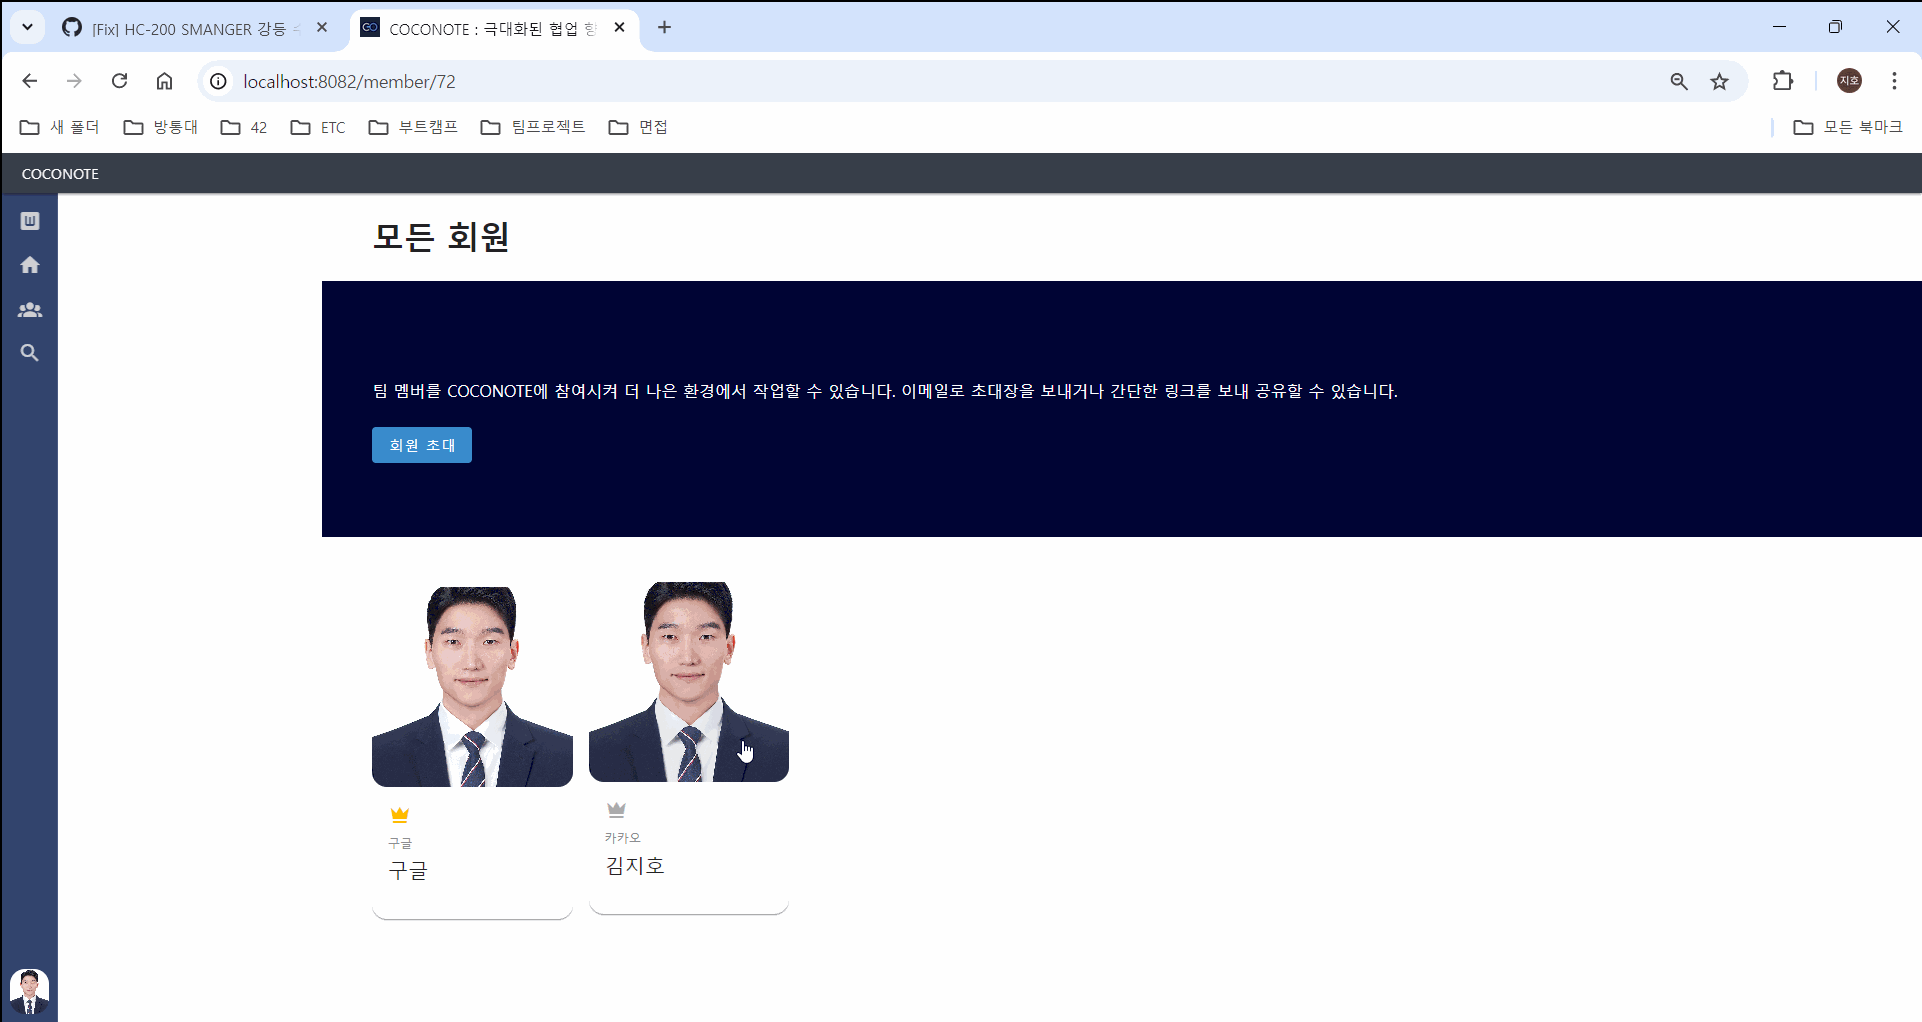 [Fix] HC-200 SMANGER 강등
COCONOTE : 극대화된 협업
localhost:8082/member/72
지호
새 폴더
방통대
42
ETC
부트캠프
팀프로젝트
면접
모든 북마크
COCONOTE
모든 회원
팀 멤버를 COCONOTE에 참여시켜 더 나은 환경에서 작업할 수 있습니다. 이메일로 초대장을 보내거나 간단한 링크를 보내 공유할 수 있습니다.
회원 초대
구글
구글
카카오
김지호